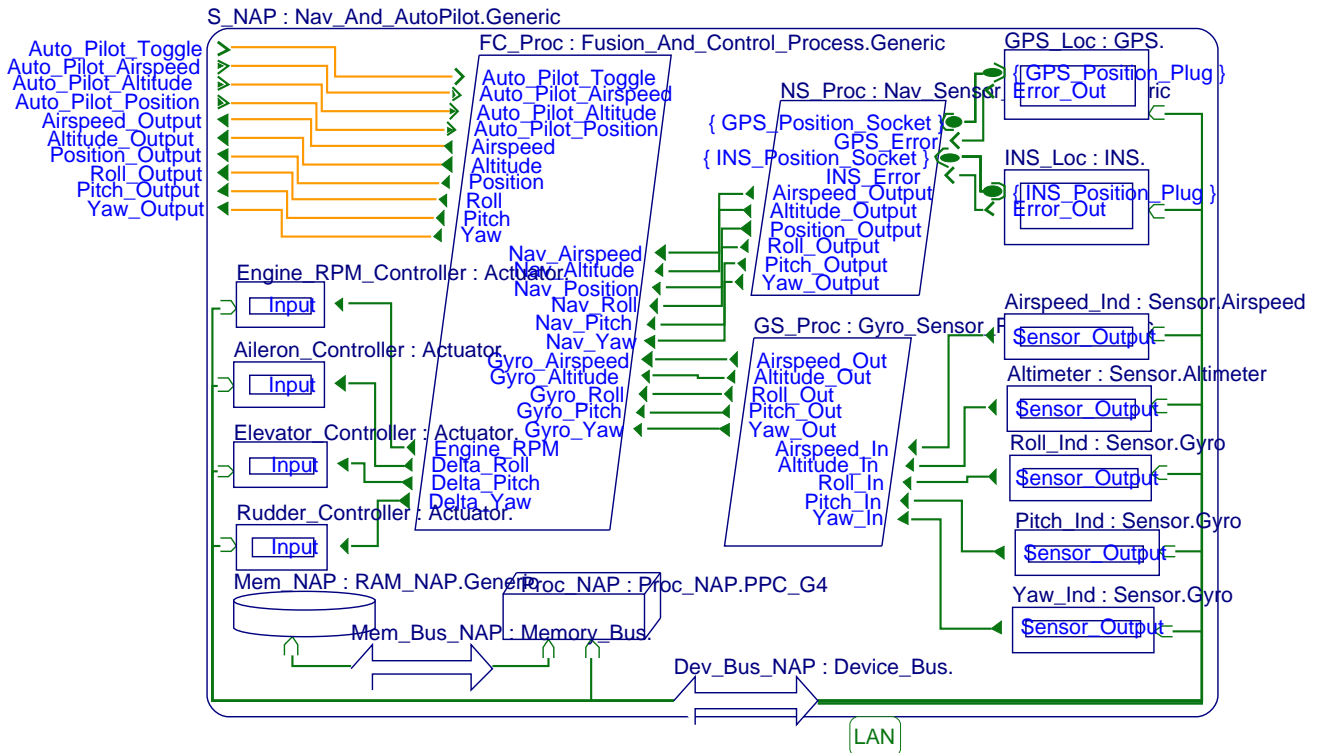 S_NAP : Nav_And_AutoPilot.Generic
Auto_Pilot_Toggle
Auto_Pilot_Airspeed
Auto_Pilot_Altitude
Auto_Pilot_Position
Airspeed_Output
Altitude_Output
Position_Output
Roll_Output
Pitch_Output
Yaw_Output
FC_Proc : Fusion_And_Control_Process.Generic
Auto_Pilot_Toggle
Auto_Pilot_Airspeed
Auto_Pilot_Altitude
Auto_Pilot_Position
Airspeed
Altitude
Position
Roll
Pitch
Yaw
Nav_Airspeed
Nav_Altitude
Nav_Position
Nav_Roll
Nav_Pitch
Nav_Yaw
Gyro_Airspeed
Gyro_Altitude
Gyro_Roll
Gyro_Pitch
Gyro_Yaw
Engine_RPM
Delta_Roll
Delta_Pitch
Delta_Yaw
Engine_RPM_Controller : Actuator.
Input
Aileron_Controller : Actuator.
Input
Elevator_Controller : Actuator.
Input
Rudder_Controller : Actuator.
Input
NS_Proc : Nav_Sensor_
{ GPS_Position_Socket }
GPS_Error
{ INS_Position_Socket }
INS_Error
Airspeed_Output
Altitude_Output
Position_Output
Roll_Output
Pitch_Output
Yaw_Output
GPS_Loc : GPS.
{ GPS_Position_Plug }
Error_Out
INS_Loc : INS.
{ INS_Position_Plug }
Error_Out
GS_Proc : Gyro_Sensor_
Airspeed_Out
Altitude_Out
Roll_Out
Pitch_Out
Yaw_Out
Airspeed_In
Altitude_In
Roll_In
Pitch_In
Yaw_In
Airspeed_Ind : Sensor.Airspeed
Sensor_Output
Altimeter : Sensor.Altimeter
Sensor_Output
Roll_Ind : Sensor.Gyro
Sensor_Output
Pitch_Ind : Sensor.Gyro
Sensor_Output
Yaw_Ind : Sensor.Gyro
Sensor_Output
Mem_NAP : RAM_NAP.Generic
Proc_NAP : Proc_NAP.PPC_G4
Mem_Bus_NAP : Memory_Bus.
Dev_Bus_NAP : Device_Bus.
LAN